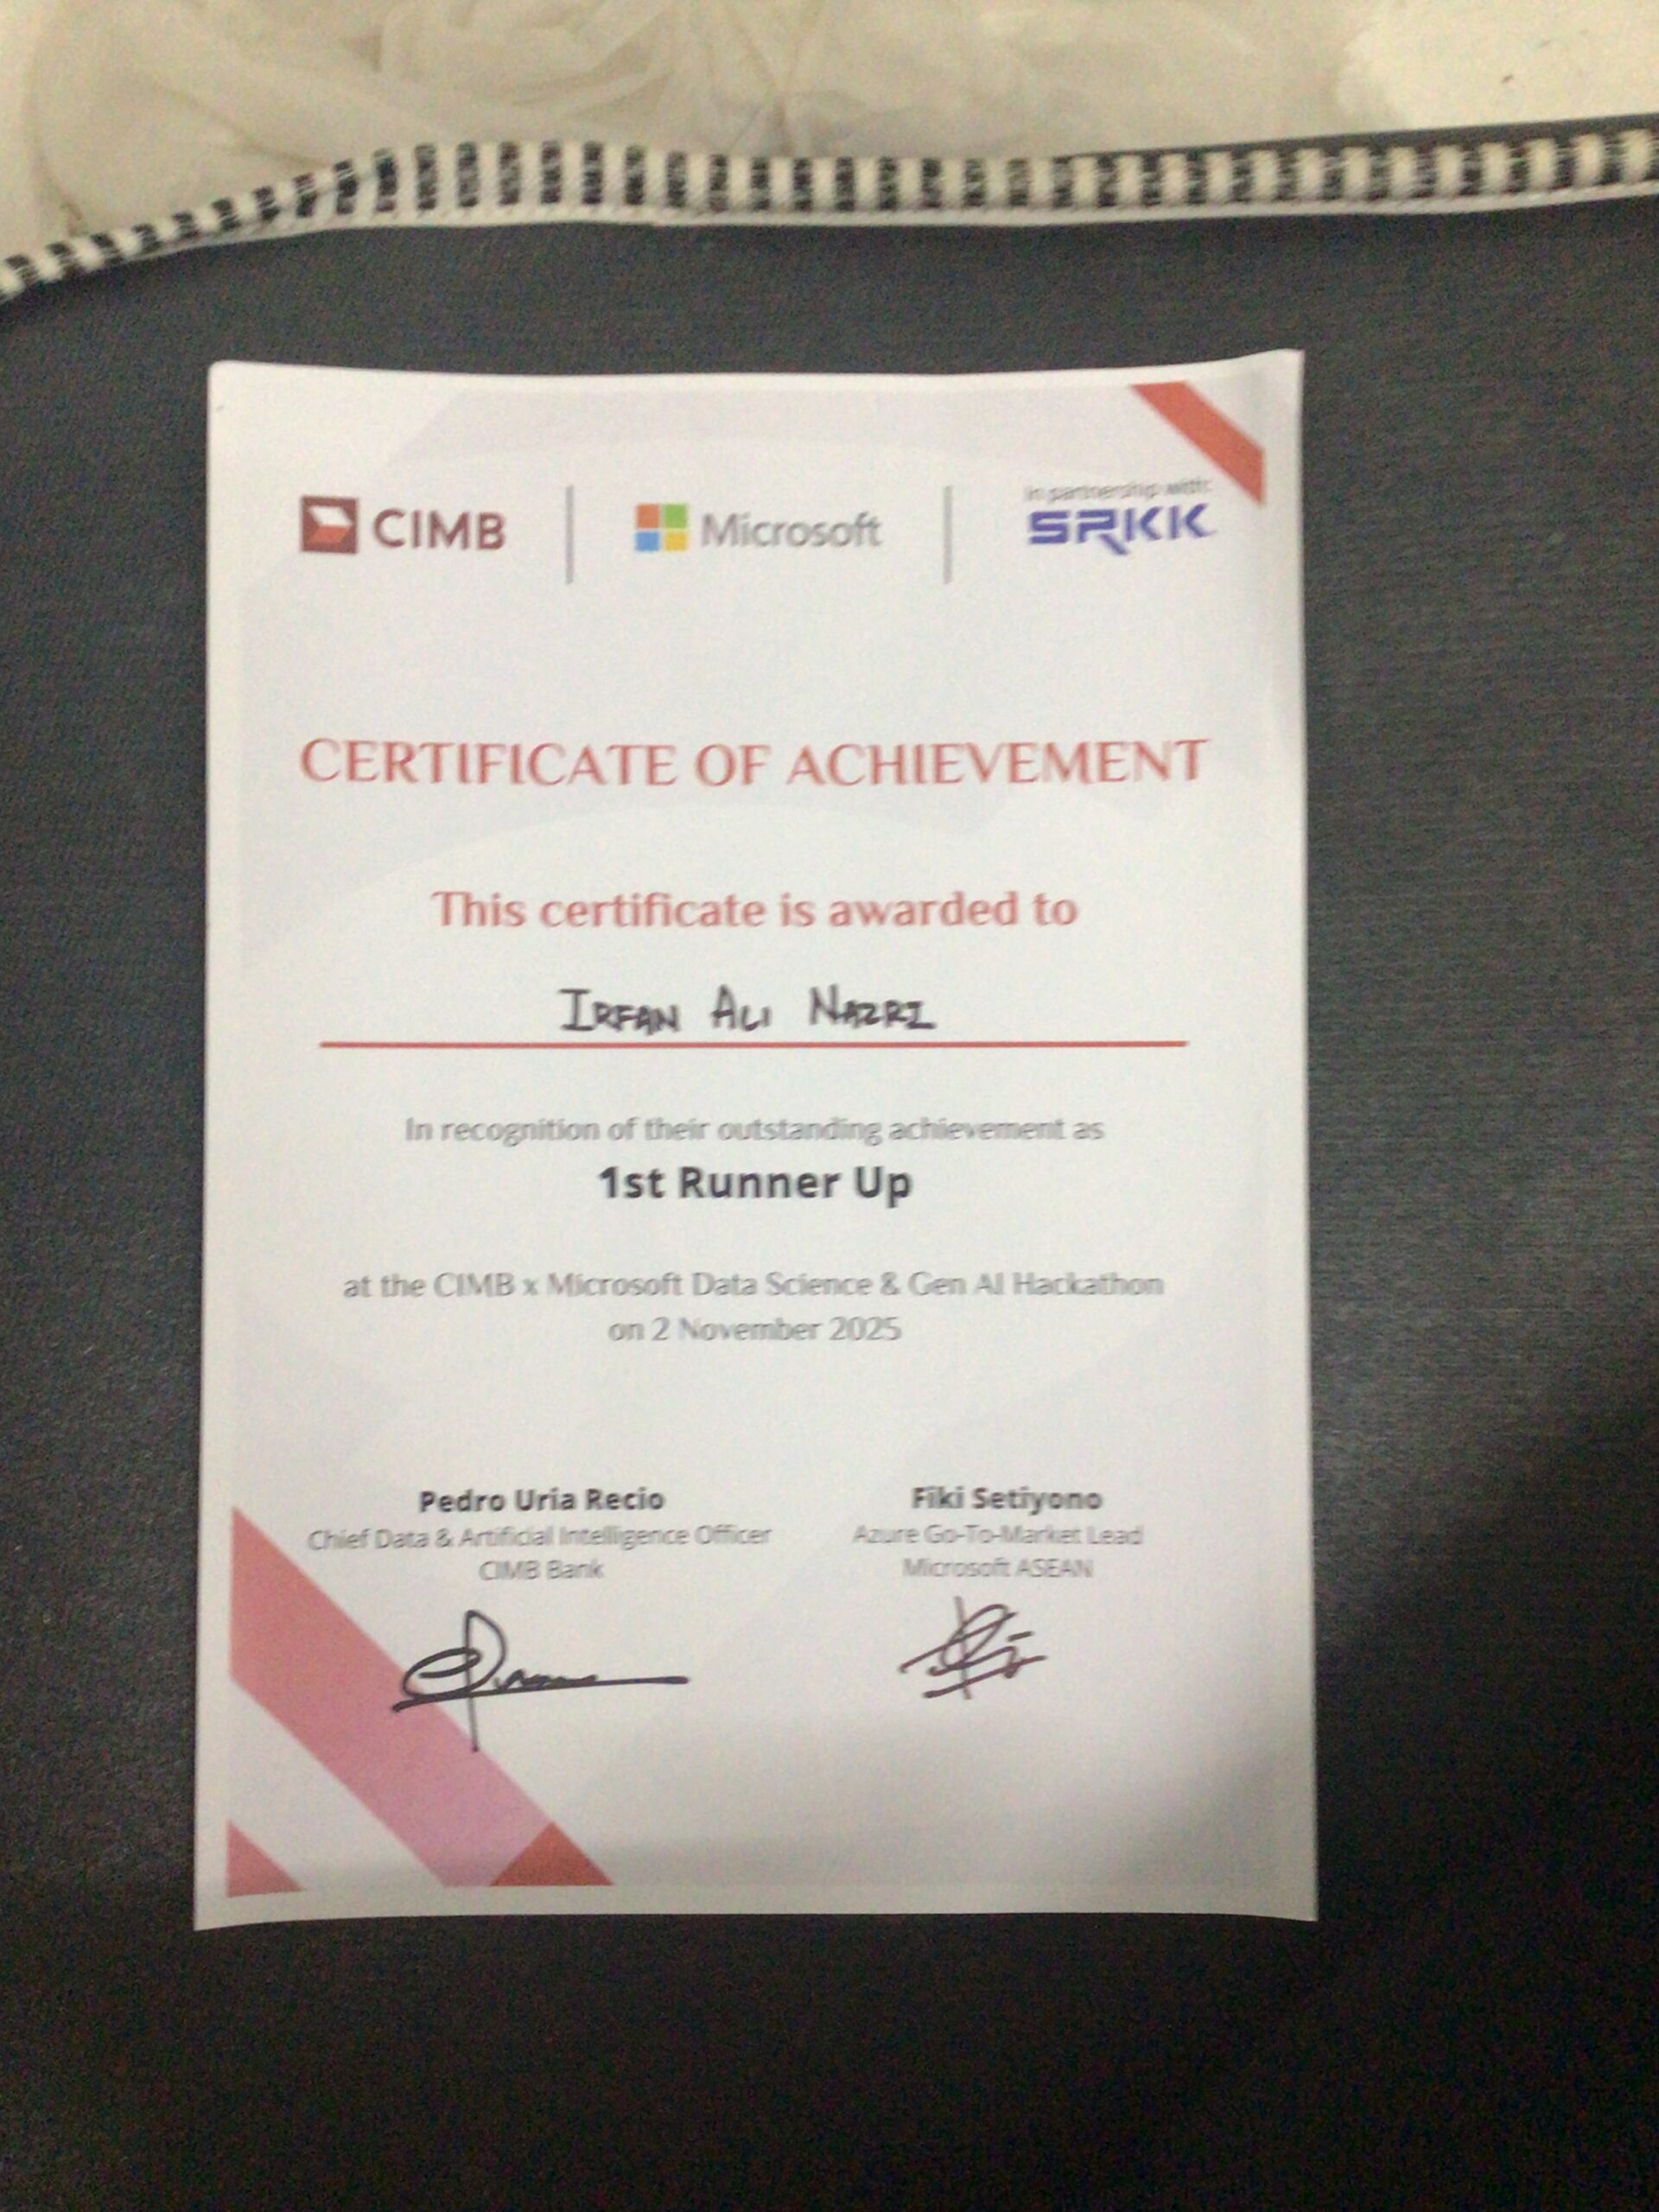 CIMB
Microsoft
In partnership with:
SRKK
CERTIFICATE OF ACHIEVEMENT
This certificate is awarded to
IRFAN ALI NAZRI
In recognition of their outstanding achievement as
1st Runner Up
at the CIMB x Microsoft Data Science & Gen AI Hackathon
on 2 November 2025
Pedro Uria Recio
Chief Data & Artificial Intelligence Officer
CIMB Bank
Fiki Setiyono
Azure Go-To-Market Lead
Microsoft ASEAN